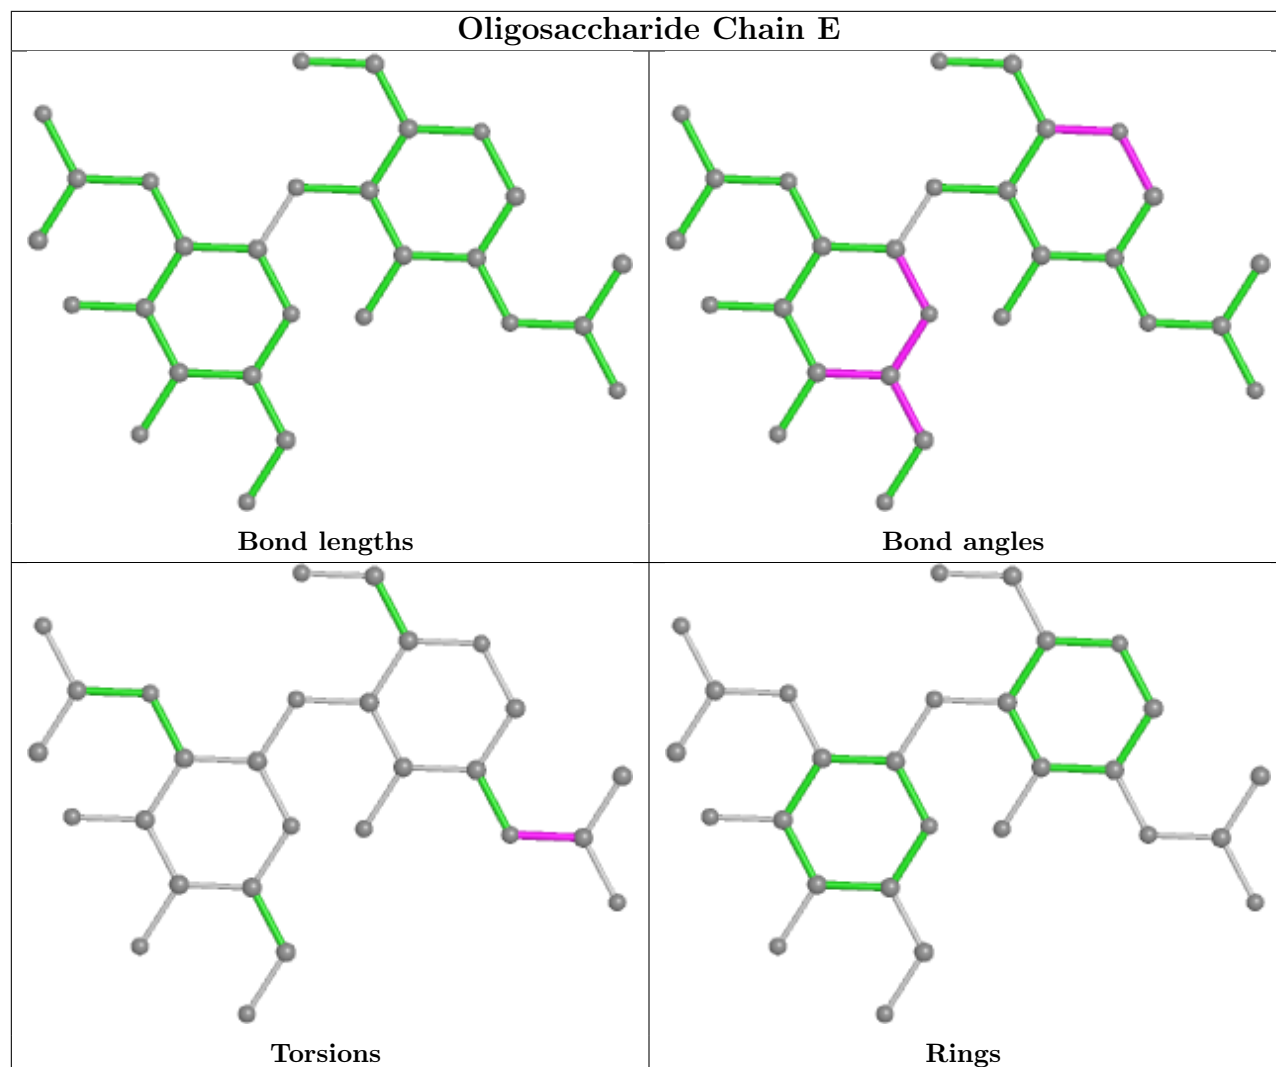 Oligosaccharide Chain E
Bond lengths
Bond angles
Torsions
Rings